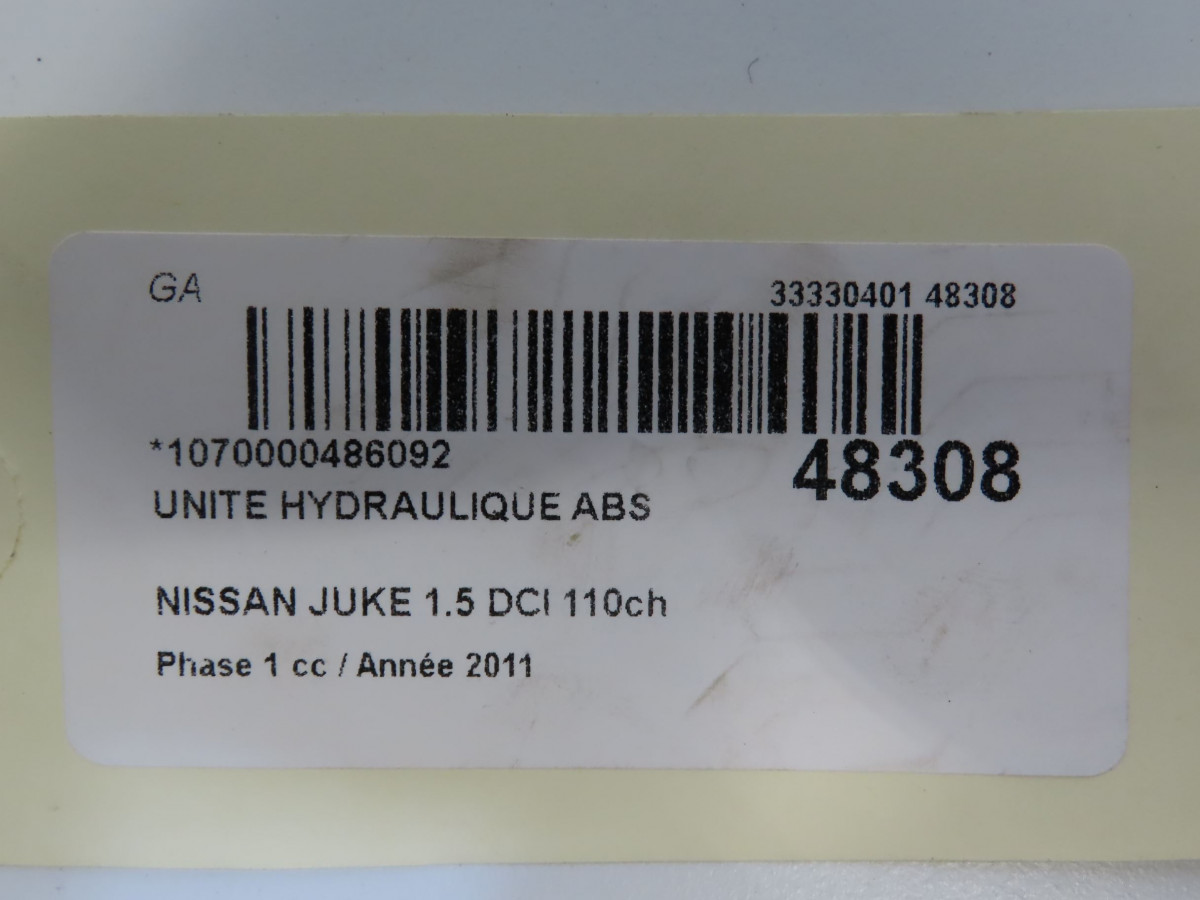 GA
33330401 48308
*1070000486092
48308
UNITE HYDRAULIQUE ABS
NISSAN JUKE 1.5 DCI 110ch
Phase 1 cc / Année 2011